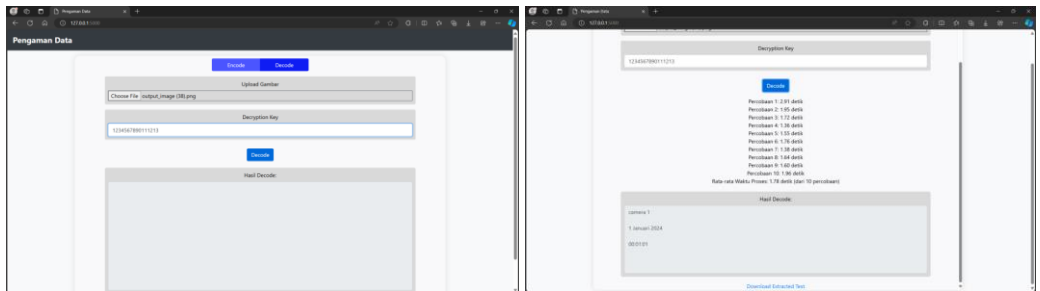 Pengaman Data
127.0.0.1:5000
Pengaman Data
Encode Decode
Upload Gambar
Choose File output_image (38).png
Decryption Key
1234567890111213
Decode
Hasil Decode:
Pengaman Data
127.0.0.1:5000
Decryption Key
1234567890111213
Decode
Percobaan 1: 2.91 detik
Percobaan 2: 1.95 detik
Percobaan 3: 1.72 detik
Percobaan 4: 1.36 detik
Percobaan 5: 1.55 detik
Percobaan 6: 1.76 detik
Percobaan 7: 1.38 detik
Percobaan 8: 1.64 detik
Percobaan 9: 1.60 detik
Percobaan 10: 1.96 detik
Rata-rata Waktu Proses: 1.78 detik (dari 10 percobaan)
Hasil Decode:
camera 1
1 Januari 2024
00:01:01
Download Extracted Text